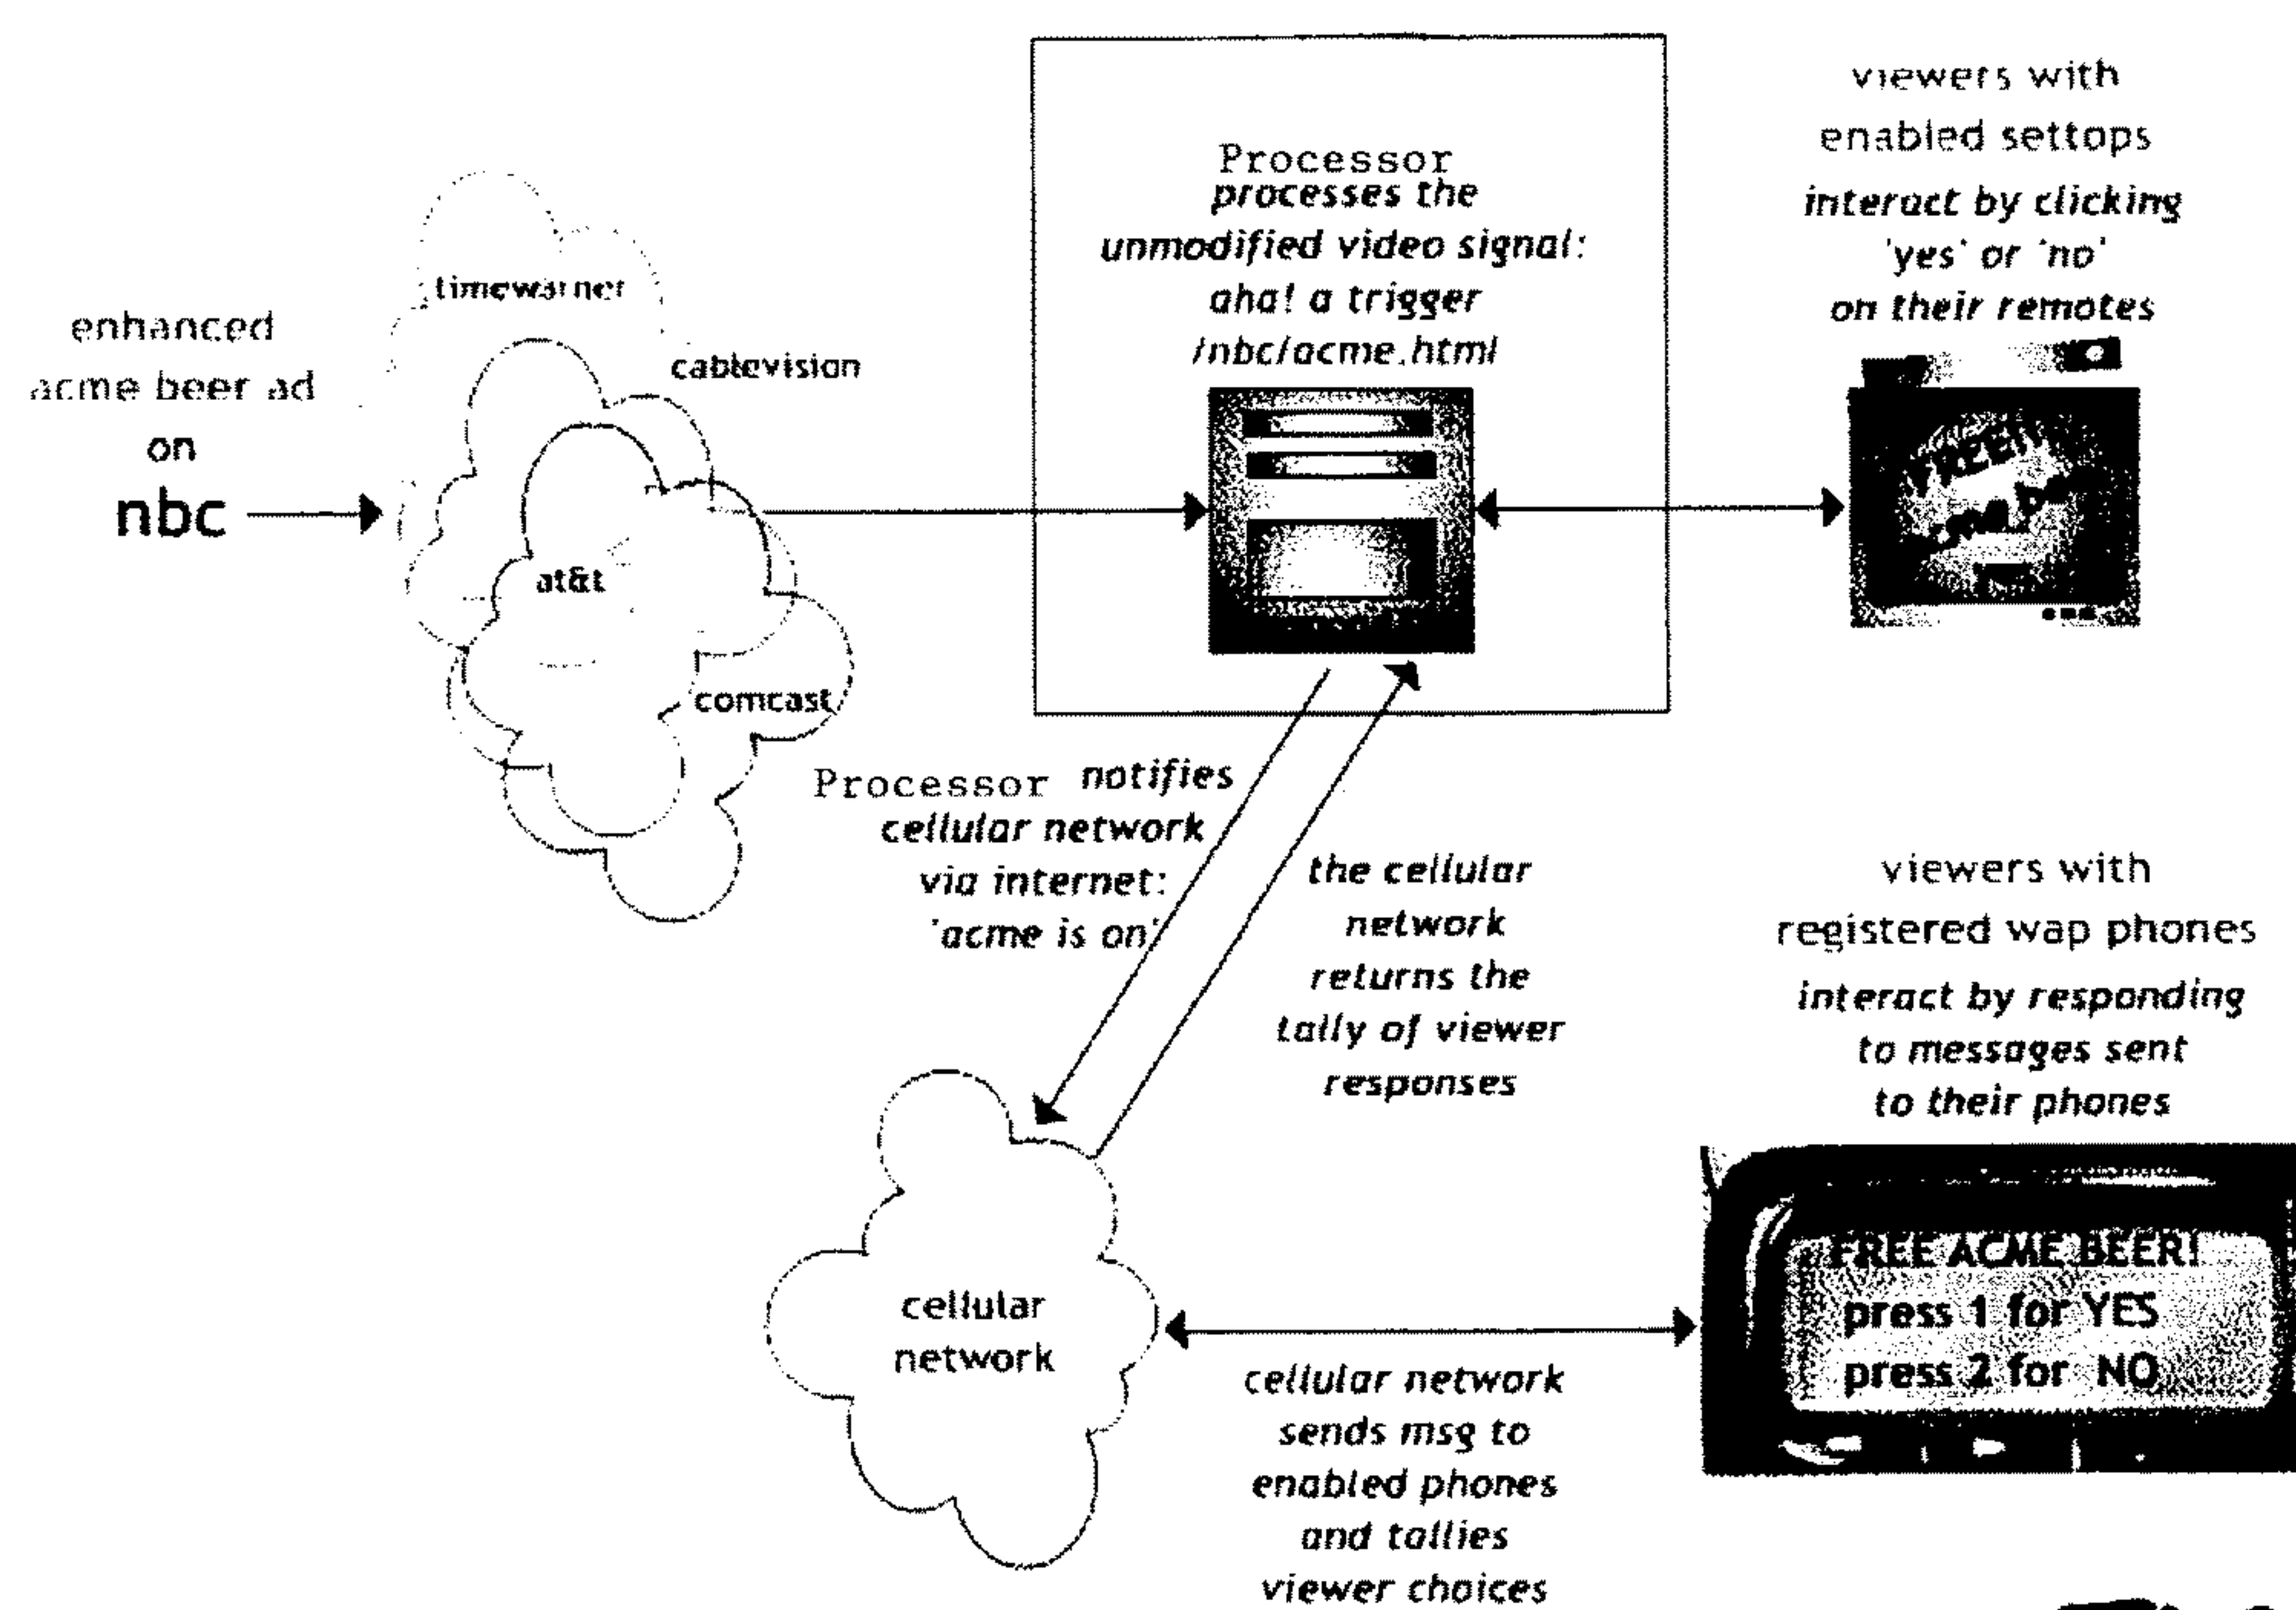 enhanced
acme beer ad
on
nbc
timewarner
cablevision
at&t
comcast
Processor
processes the
unmodified video signal:
aha! a trigger
/nbc/acme.html
viewers with
enabled settops
interact by clicking
'yes' or 'no'
on their remotes
Processor notifies
cellular network
via internet:
'acme is on'
the cellular
network
returns the
tally of viewer
responses
viewers with
registered wap phones
interact by responding
to messages sent
to their phones
FREE ACME BEER!
press 1 for YES
press 2 for NO
cellular
network
cellular network
sends msg to
enabled phones
and tallies
viewer choices